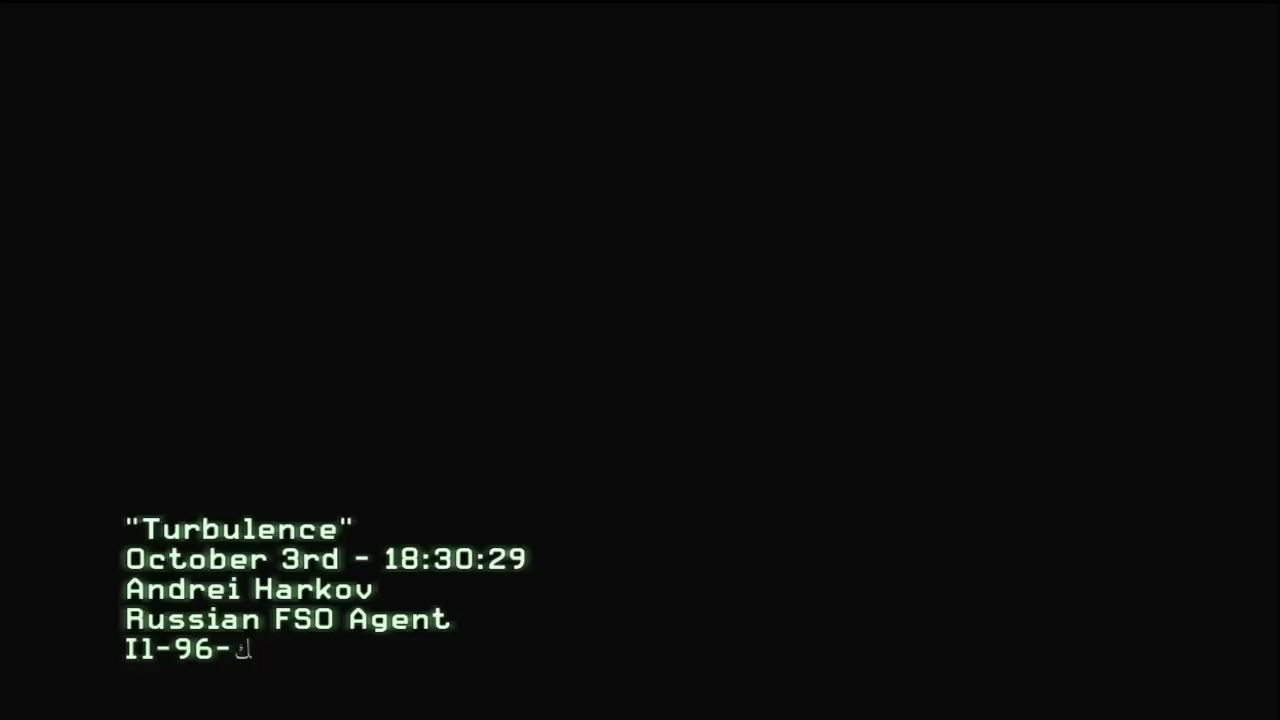 "Turbulence"
October 3rd - 18:30:29
Andrei Harkov
Russian FSO Agent
Il-96-ڬ